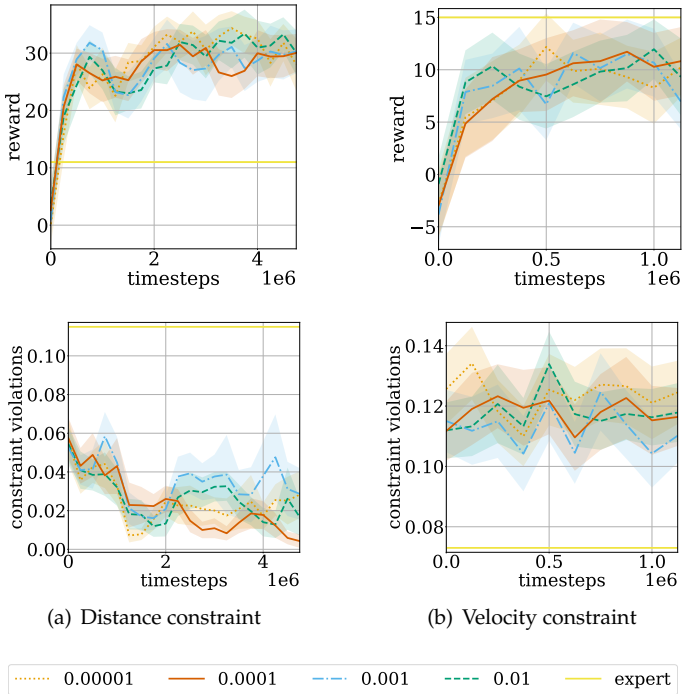 30
20
10
0
reward
0
2
4
timesteps
1e6
15
10
5
0
−5
reward
0.0
0.5
1.0
timesteps
1e6
0.10
0.08
0.06
0.04
0.02
0.00
constraint violations
0
2
4
timesteps
1e6
0.14
0.12
0.10
0.08
constraint violations
0.0
0.5
1.0
timesteps
1e6
(a) Distance constraint
(b) Velocity constraint
0.00001 0.0001 0.001 0.01 expert